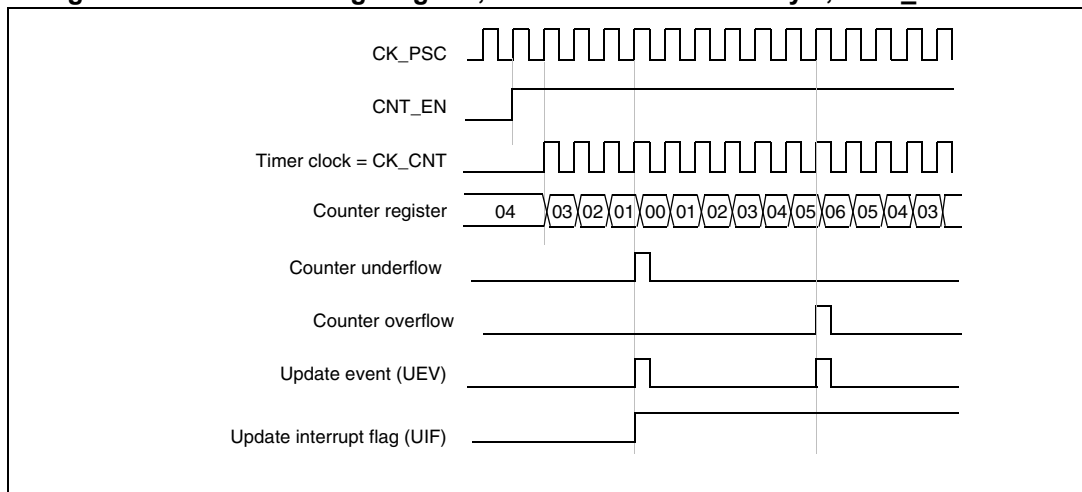 CK_PSC
CNT_EN
Timer clock = CK_CNT
Counter register 04 03 02 01 00 01 02 03 04 05 06 05 04 03
Counter underflow
Counter overflow
Update event (UEV)
Update interrupt flag (UIF)